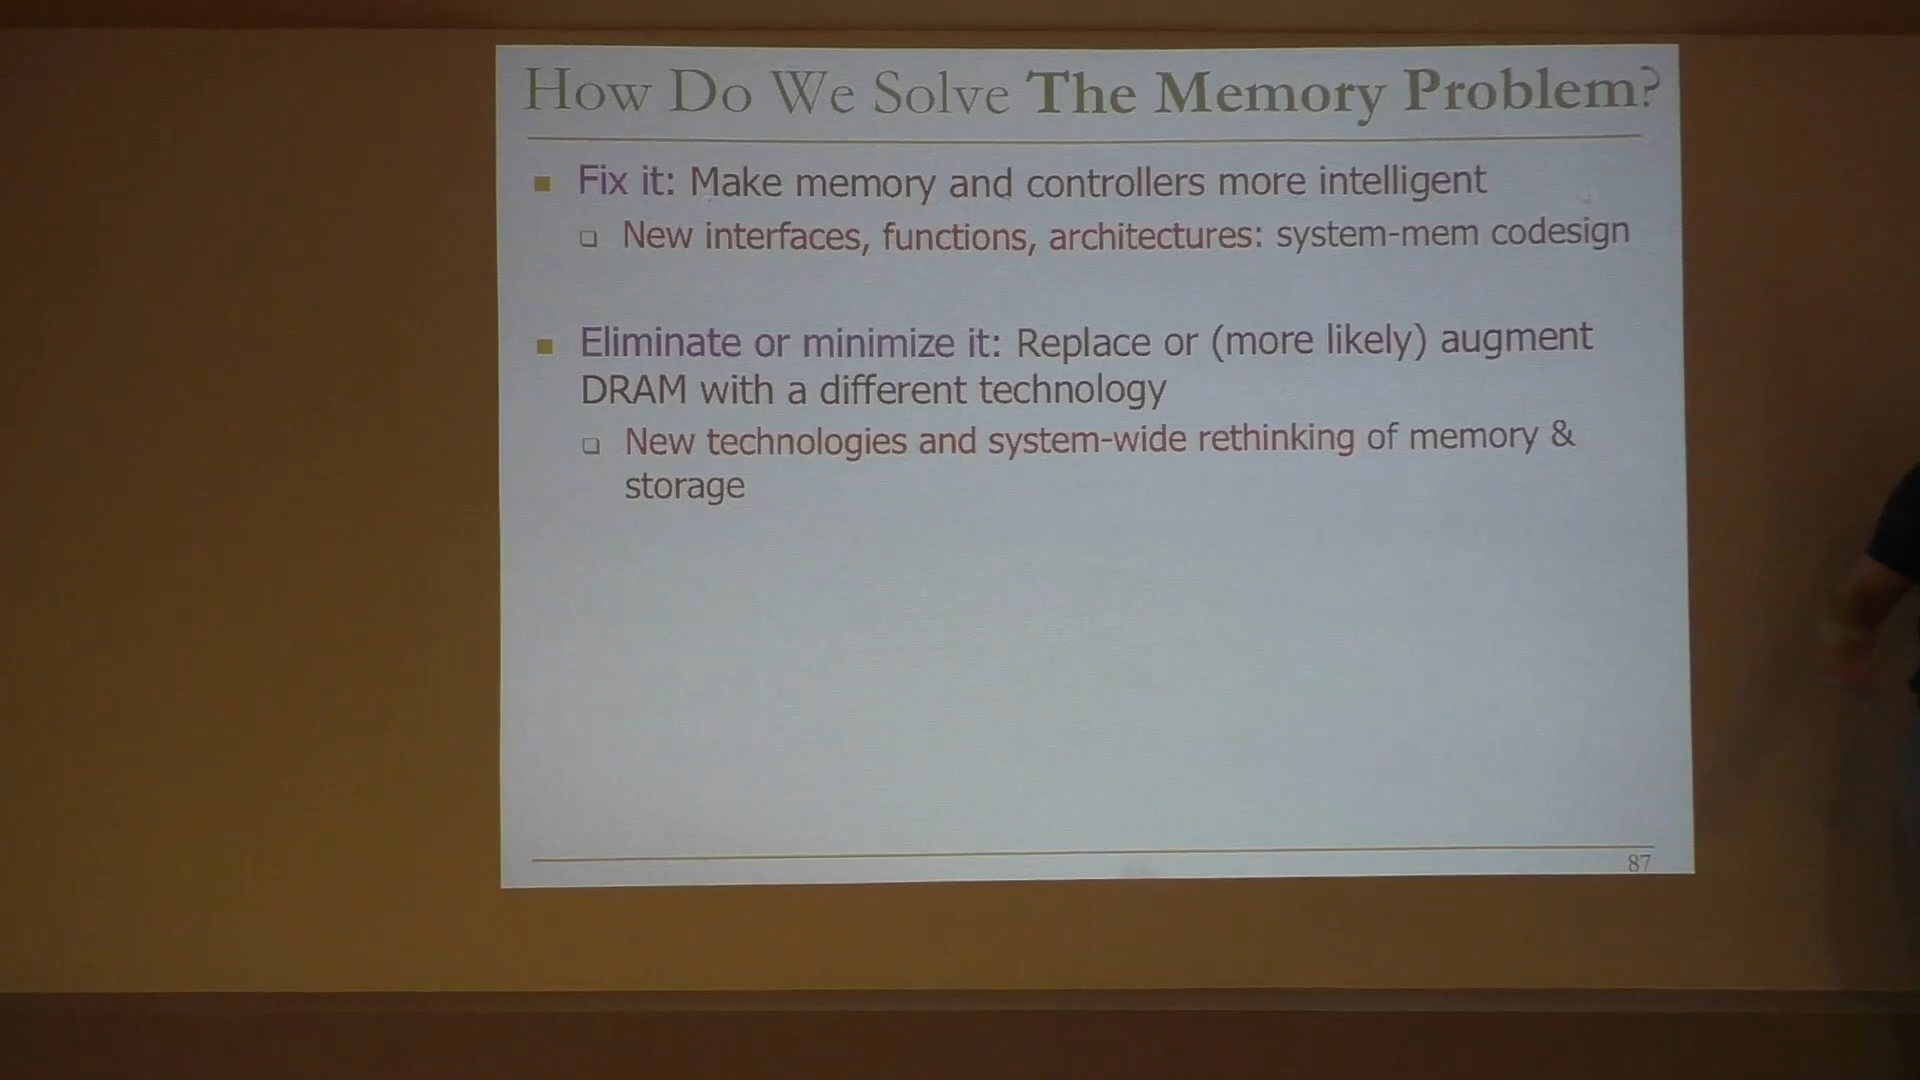 How Do We Solve The Memory Problem?
Fix it: Make memory and controllers more intelligent
New interfaces, functions, architectures: system-mem codesign
Eliminate or minimize it: Replace or (more likely) augment
DRAM with a different technology
New technologies and system-wide rethinking of memory &
storage
87